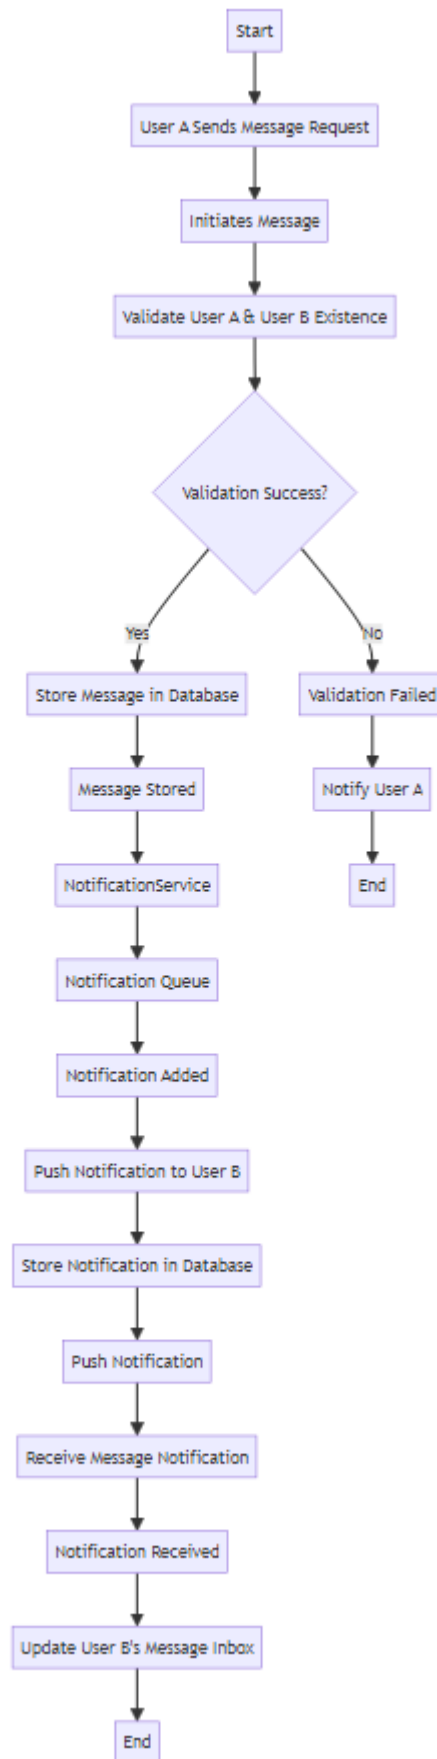 Start
User A Sends Message Request
Initiates Message
Validate User A & User B Existence
Validation Success?
Yes
No
Store Message in Database
Validation Failed
Message Stored
Notify User A
NotificationService
End
Notification Queue
Notification Added
Push Notification to User B
Store Notification in Database
Push Notification
Receive Message Notification
Notification Received
Update User B's Message Inbox
End